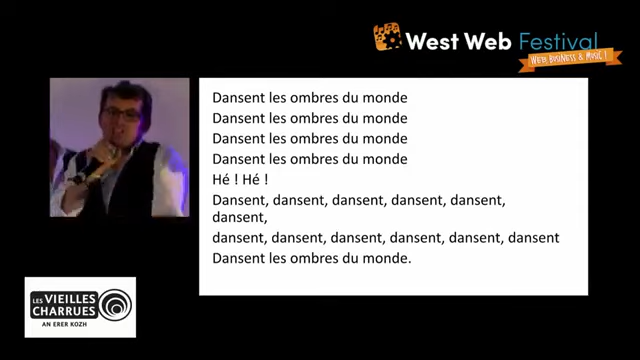 West Web Festival
WEB, BUSINESS & MUSIC !
Dansent les ombres du monde
Dansent les ombres du monde
Dansent les ombres du monde
Dansent les ombres du monde
Hé ! Hé !
Dansent, dansent, dansent, dansent, dansent,
dansent,
dansent, dansent, dansent, dansent, dansent, dansent
Dansent les ombres du monde.
LES VIEILLES
CHARRUES
AN ERER KOZH